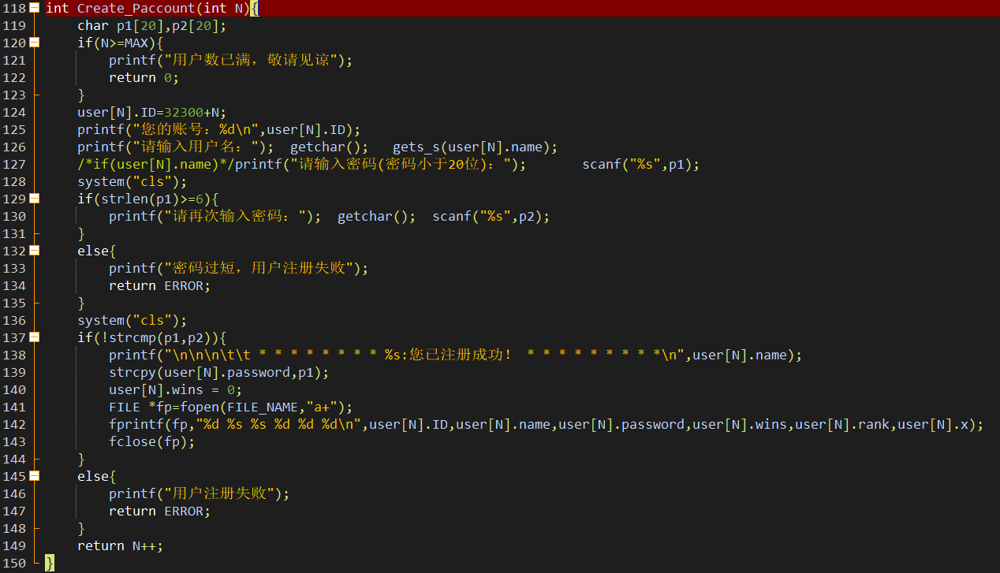 118 int Create_Paccount(int N){
119     char p1[20],p2[20];
120     if(N>=MAX){
121         printf("用户数已满，敬请见谅");
122         return 0;
123     }
124     user[N].ID=32300+N;
125     printf("您的账号：%d\n",user[N].ID);
126     printf("请输入用户名：");  getchar();   gets_s(user[N].name);
127     /*if(user[N].name)*/printf("请输入密码(密码小于20位)：");       scanf("%s",p1);
128     system("cls");
129     if(strlen(p1)>=6){
130         printf("请再次输入密码：");  getchar();  scanf("%s",p2);
131     }
132     else{
133         printf("密码过短，用户注册失败");
134         return ERROR;
135     }
136     system("cls");
137     if(!strcmp(p1,p2)){
138         printf("\n\n\n\t\t * * * * * * * * %s:您已注册成功！ * * * * * * * * *\n",user[N].name);
139         strcpy(user[N].password,p1);
140         user[N].wins = 0;
141         FILE *fp=fopen(FILE_NAME,"a+");
142         fprintf(fp,"%d %s %s %d %d %d\n",user[N].ID,user[N].name,user[N].password,user[N].wins,user[N].rank,user[N].x);
143         fclose(fp);
144     }
145     else{
146         printf("用户注册失败");
147         return ERROR;
148     }
149     return N++;
150 }